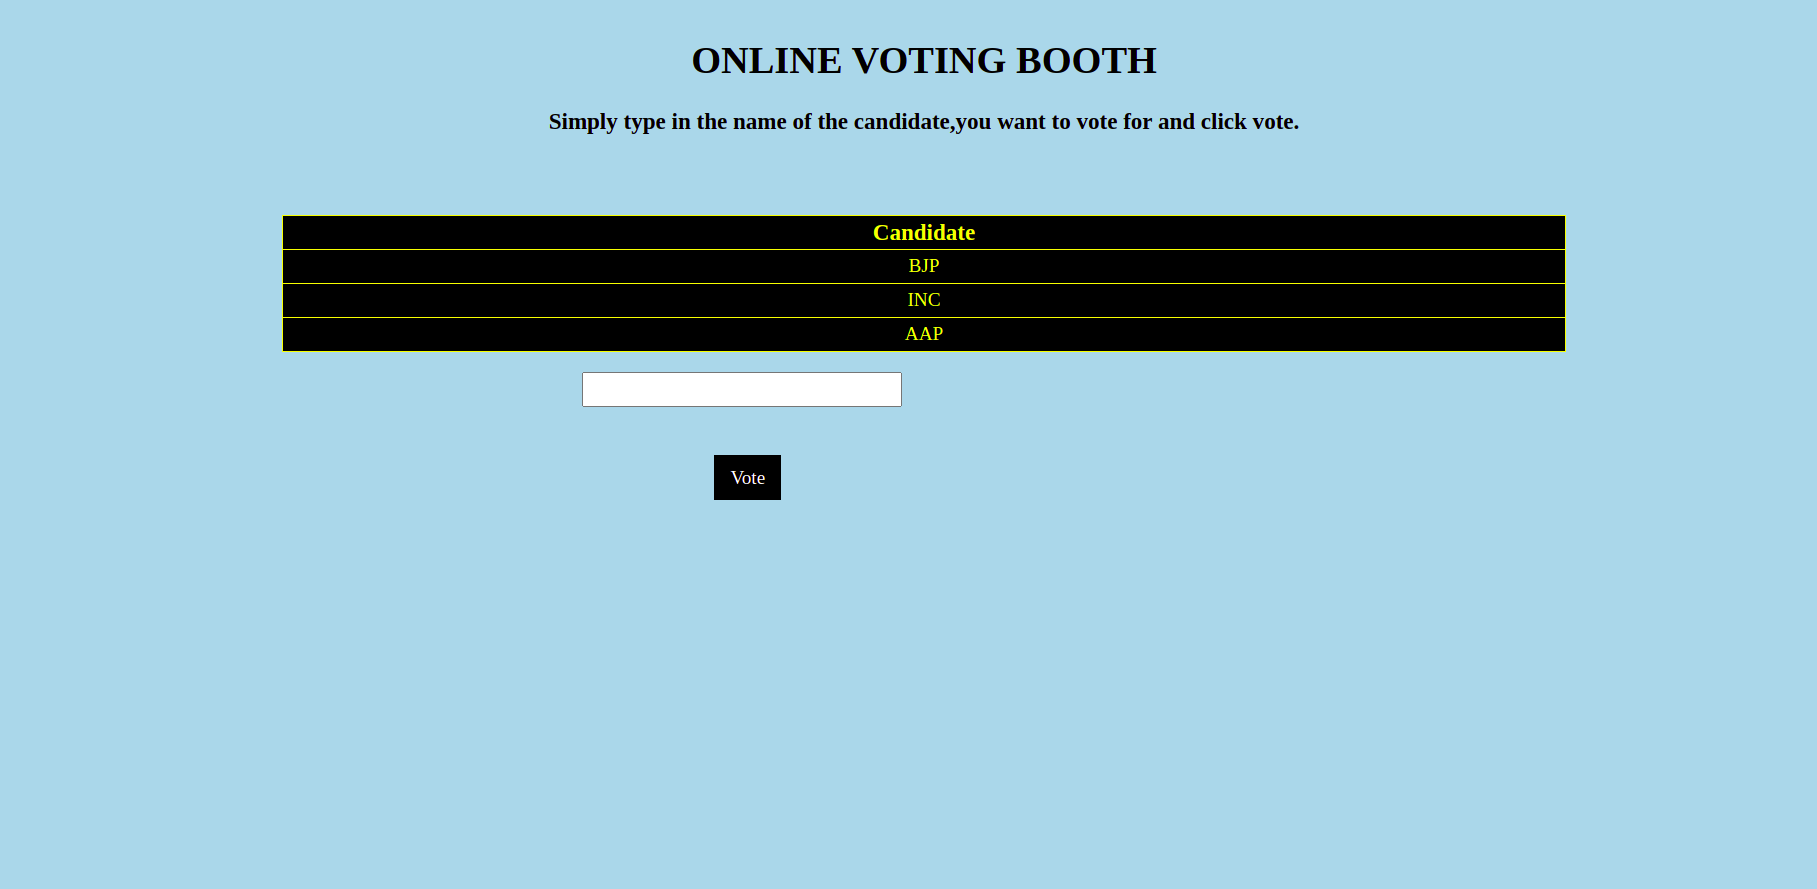 ONLINE VOTING BOOTH
Simply type in the name of the candidate,you want to vote for and click vote.
Candidate
BJP
INC
AAP
Vote